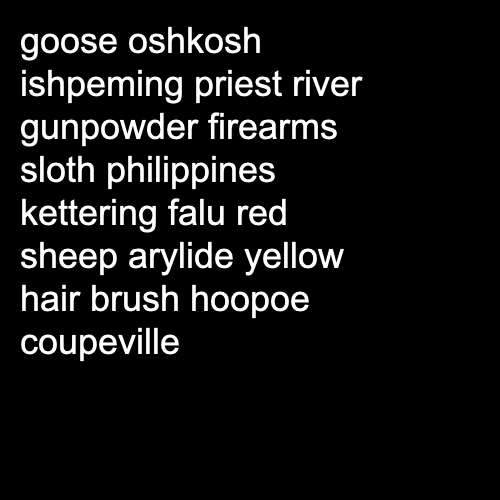 goose oshkosh
ishpeming priest river
gunpowder firearms
sloth philippines
kettering falu red
sheep arylide yellow
hair brush hoopoe
coupeville